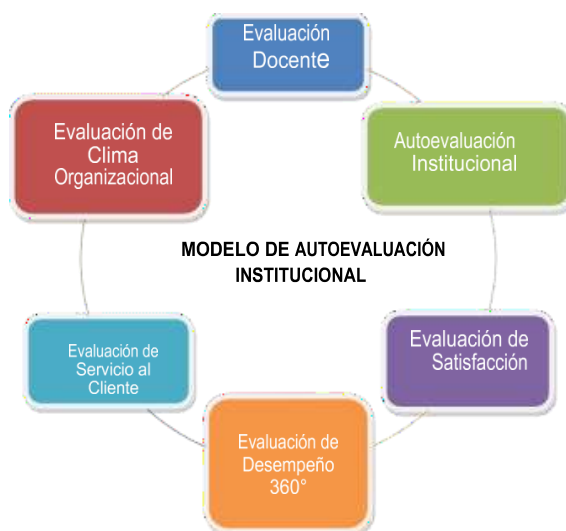 Evaluación
Docente
Evaluación de
Clima
Organizacional
Autoevaluación
Institucional
MODELO DE AUTOEVALUACIÓN
INSTITUCIONAL
Evaluación de
Servicio al
Cliente
Evaluación de
Satisfacción
Evaluación de
Desempeño
360°